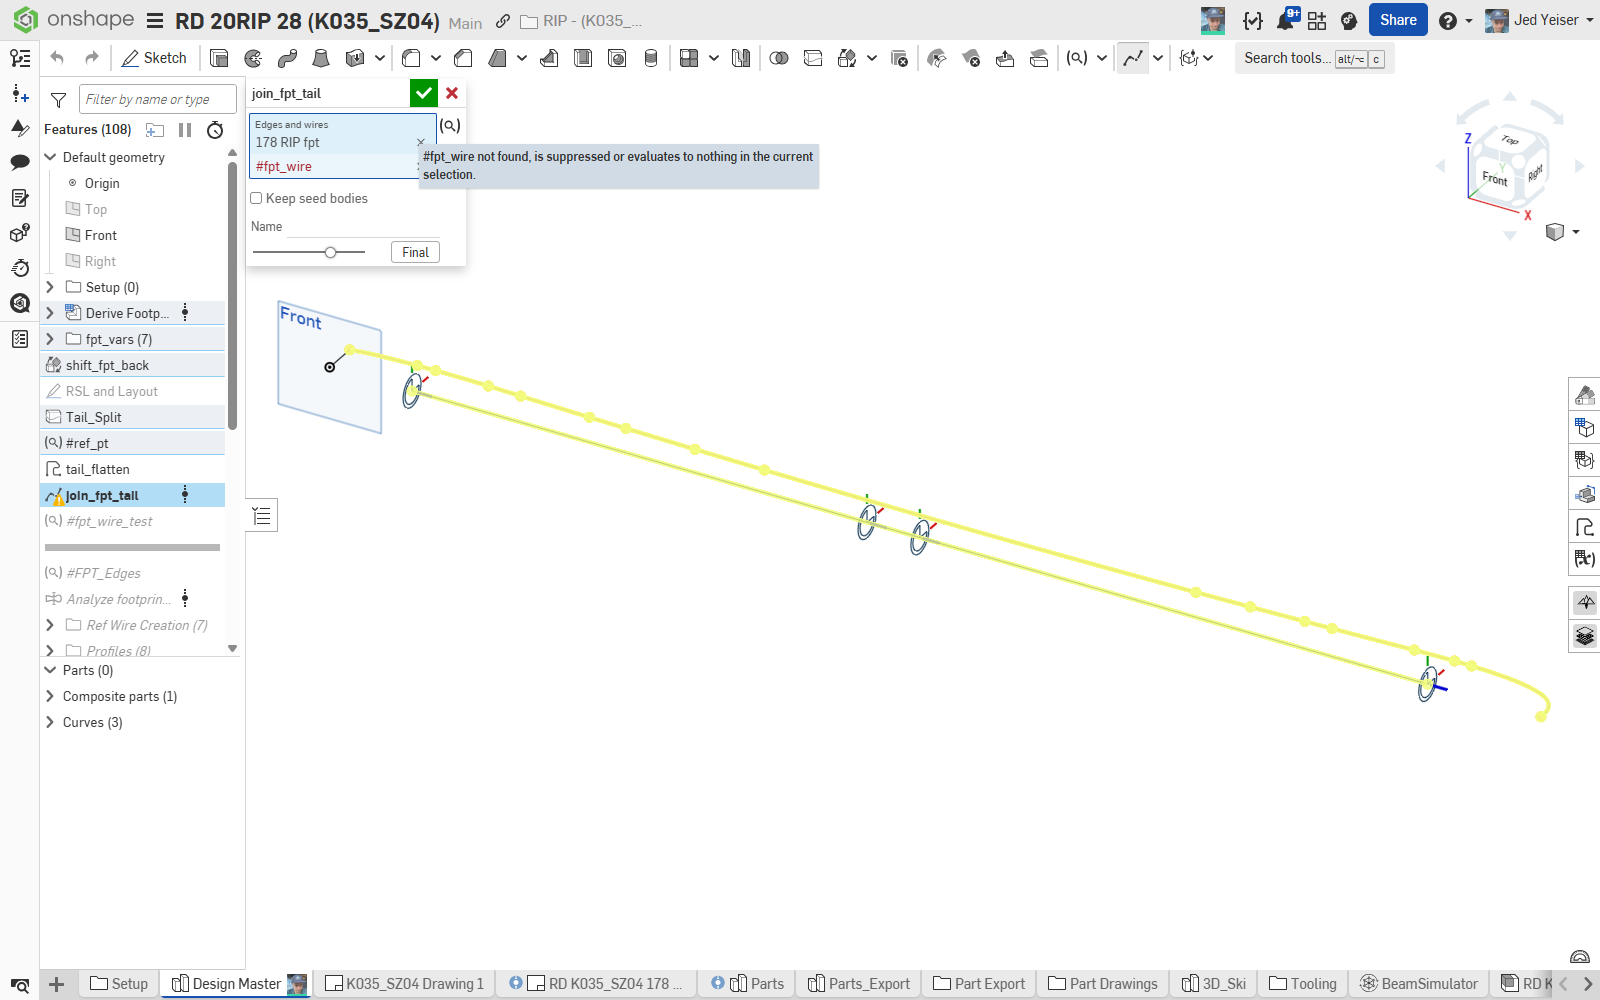 onshape RD 20RIP 28 (K035_SZ04) Main RIP - (K035_... 9+ Share Jed Yeiser
Sketch Search tools... alt/⌥ c
Filter by name or type
Features (108)
Default geometry
Origin
Top
Front
Right
Setup (0)
Derive Footp...
fpt_vars (7)
shift_fpt_back
RSL and Layout
Tail_Split
#ref_pt
tail_flatten
join_fpt_tail
#fpt_wire_test
#FPT_Edges
Analyze footprin...
Ref Wire Creation (7)
Profiles (8)
Parts (0)
Composite parts (1)
Curves (3)
join_fpt_tail
Edges and wires
178 RIP fpt
#fpt_wire
#fpt_wire not found, is suppressed or evaluates to nothing in the current
selection.
Keep seed bodies
Name
Final
Front
Z
Top
Y
Front
Right
X
Setup Design Master K035_SZ04 Drawing 1 RD K035_SZ04 178 ... Parts Parts_Export Part Export Part Drawings 3D_Ski Tooling BeamSimulator RD K